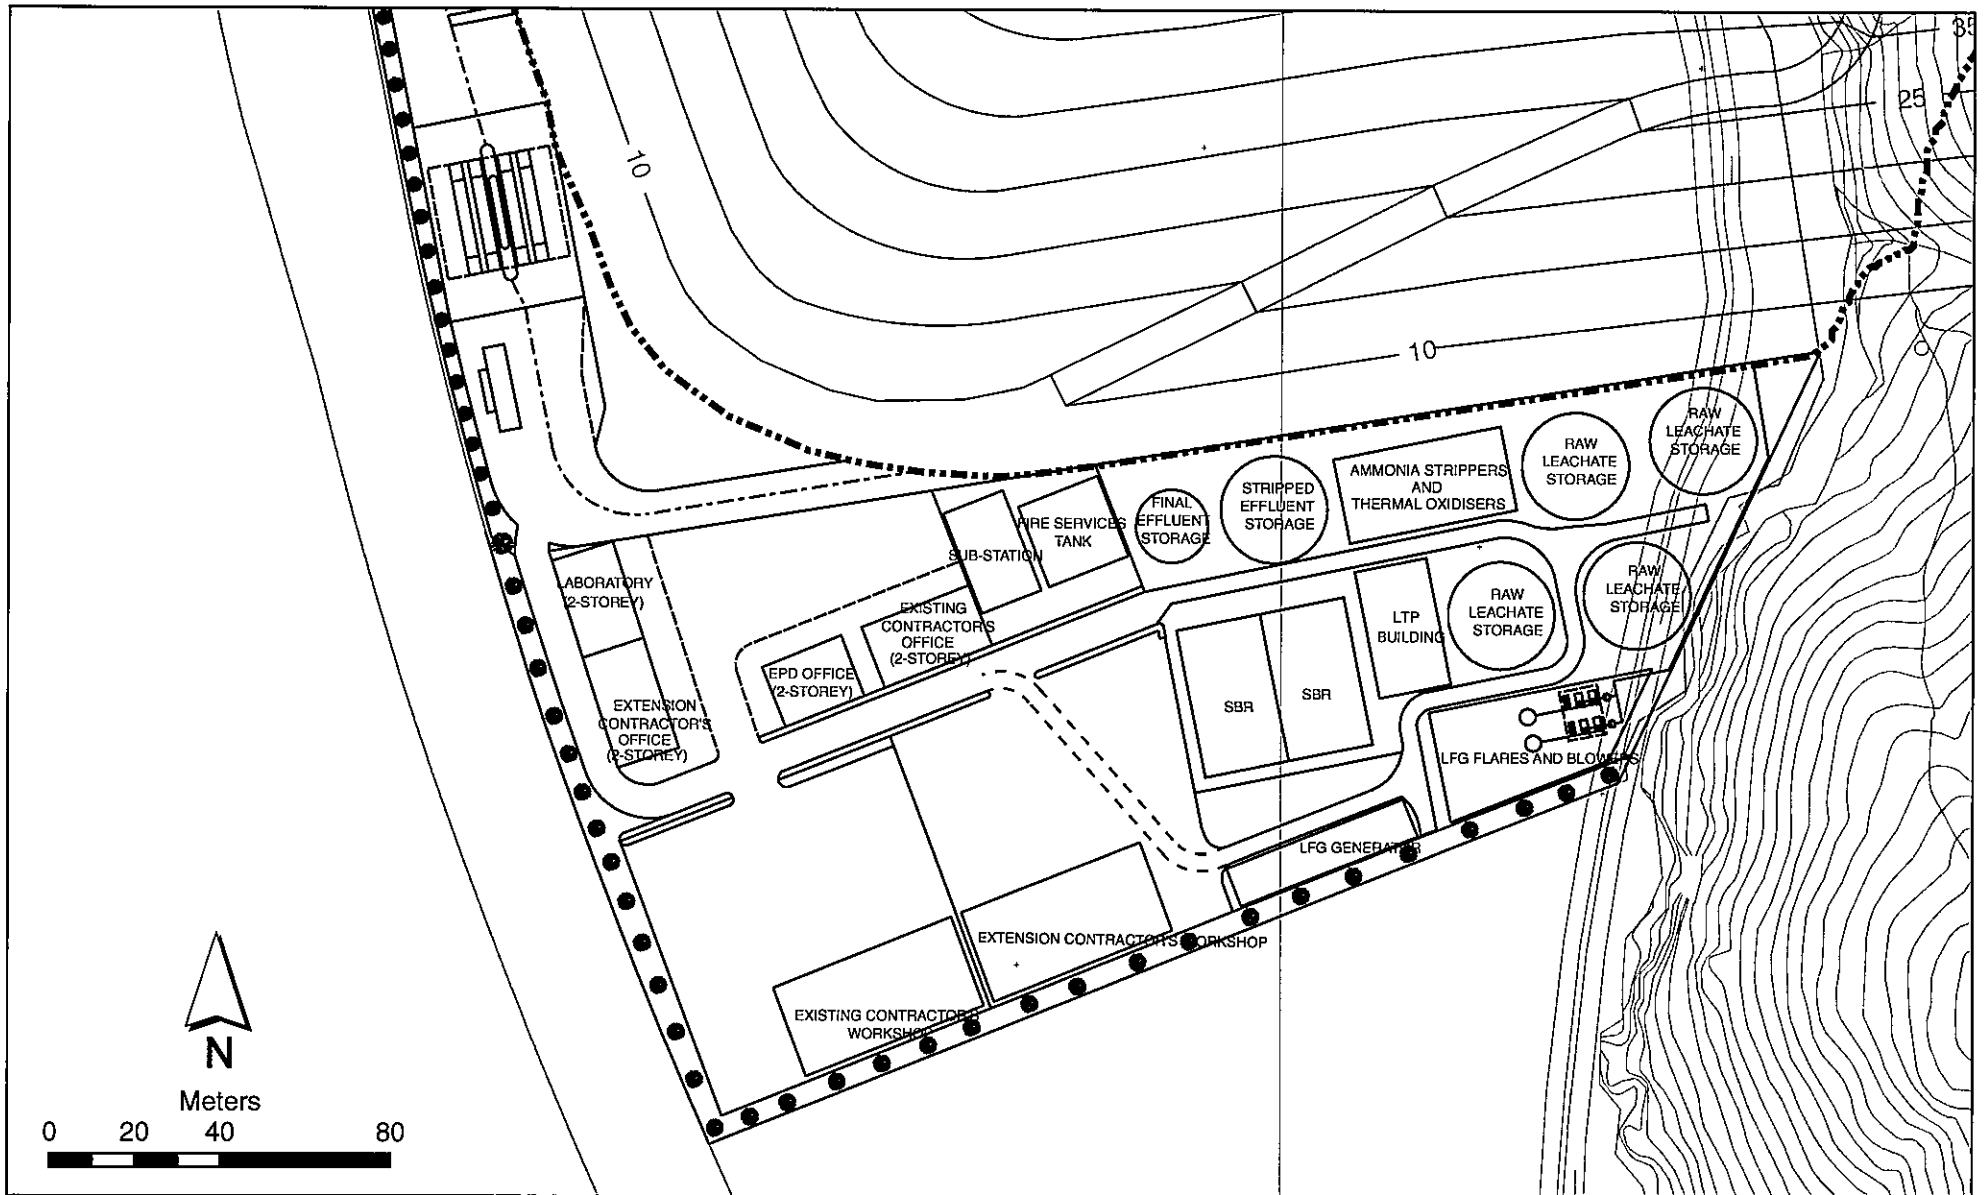 35
25
10
10
RAW
LEACHATE
STORAGE
RAW
LEACHATE
STORAGE
AMMONIA STRIPPERS
AND
THERMAL OXIDISERS
STRIPPED
EFFLUENT
STORAGE
FINAL
EFFLUENT
STORAGE
FIRE SERVICES
TANK
SUB-STATION
LABORATORY
(2-STOREY)
EXISTING
CONTRACTOR'S
OFFICE
(2-STOREY)
EPD OFFICE
(2-STOREY)
EXTENSION
CONTRACTOR'S
OFFICE
(2-STOREY)
RAW
LEACHATE
STORAGE
RAW
LEACHATE
STORAGE
LTP
BUILDING
SBR
SBR
LFG FLARES AND BLOWERS
LFG GENERATOR
EXTENSION CONTRACTOR'S WORKSHOP
EXISTING CONTRACTOR'S
WORKSHOP
N
Meters
0 20 40 80